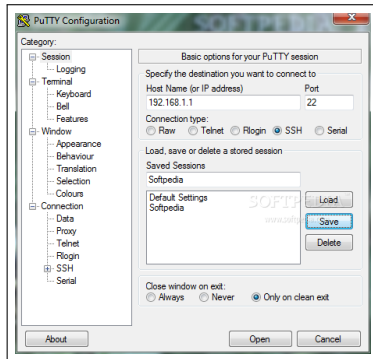 PuTTY Configuration
Category:
Session
Logging
Terminal
Keyboard
Bell
Features
Window
Appearance
Behaviour
Translation
Selection
Colours
Connection
Data
Proxy
Telnet
Rlogin
SSH
Serial
Basic options for your PuTTY session
Specify the destination you want to connect to
Host Name (or IP address) Port
192.168.1.1 22
Connection type:
Raw Telnet Rlogin SSH Serial
Load, save or delete a stored session
Saved Sessions
Softpedia
Default Settings
Softpedia
Load
Save
Delete
Close window on exit:
Always Never Only on clean exit
About Open Cancel